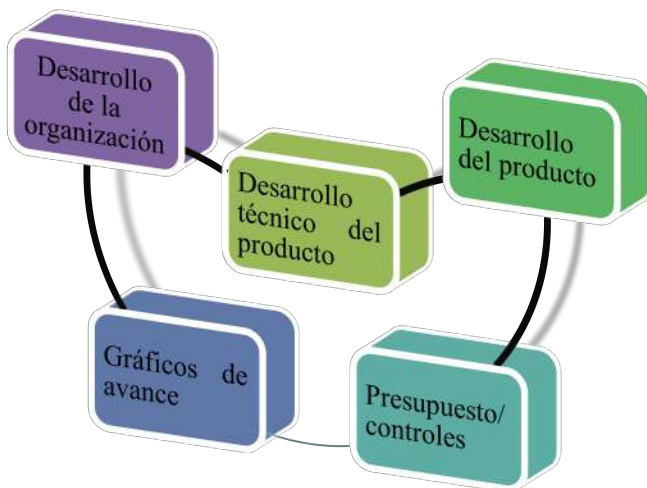 Desarrollo
de la
organización
Desarrollo
técnico del
producto
Desarrollo
del producto
Gráficos de
avance
Presupuesto/
controles